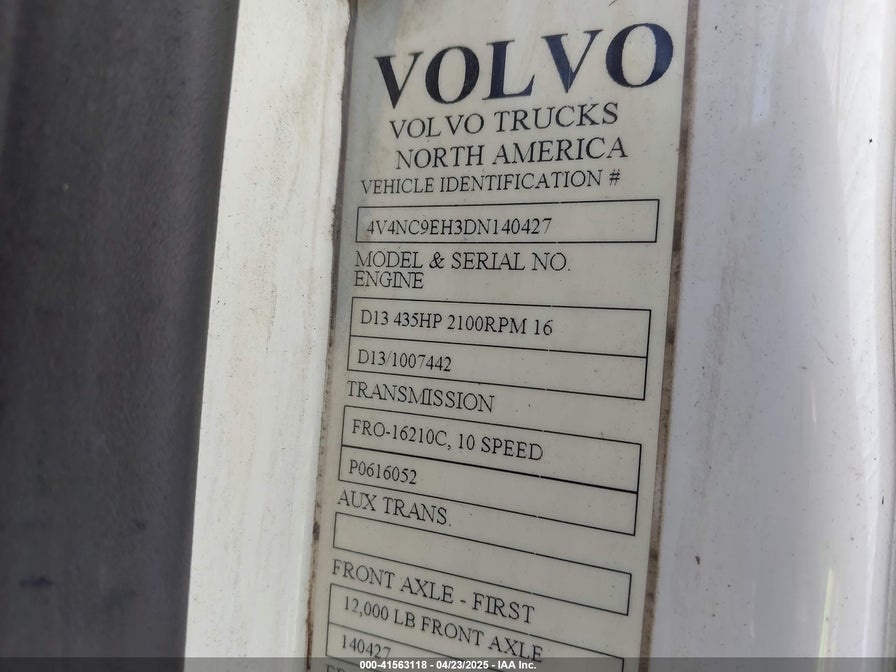 VOLVO
VOLVO TRUCKS
NORTH AMERICA
VEHICLE IDENTIFICATION #
4V4NC9EH3DN140427
MODEL & SERIAL NO.
ENGINE
D13 435HP 2100RPM 16
D13/1007442
TRANSMISSION
FRO-16210C, 10 SPEED
P0616052
AUX TRANS.
FRONT AXLE - FIRST
12,000 LB FRONT AXLE
140427
000-41563118 - 04/23/2025 - IAA Inc.